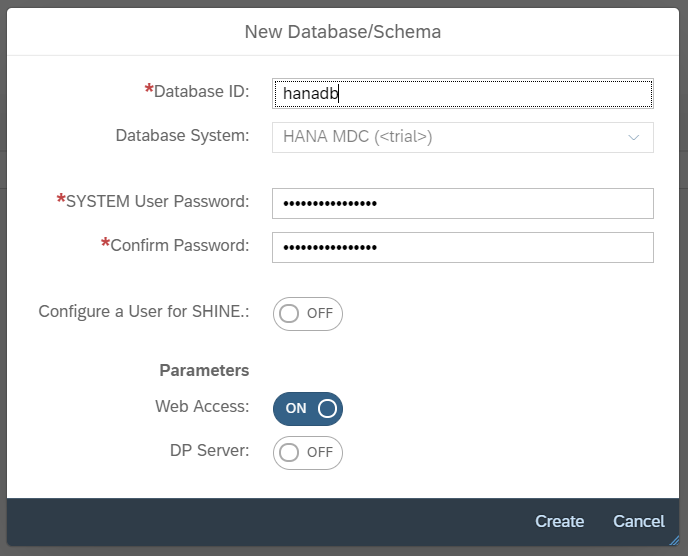 New Database/Schema
*Database ID: hanadb
Database System: HANA MDC (<trial>)
*SYSTEM User Password: ••••••••••••••••
*Confirm Password: ••••••••••••••••
Configure a User for SHINE.: OFF
Parameters
Web Access: ON
DP Server: OFF
Create Cancel